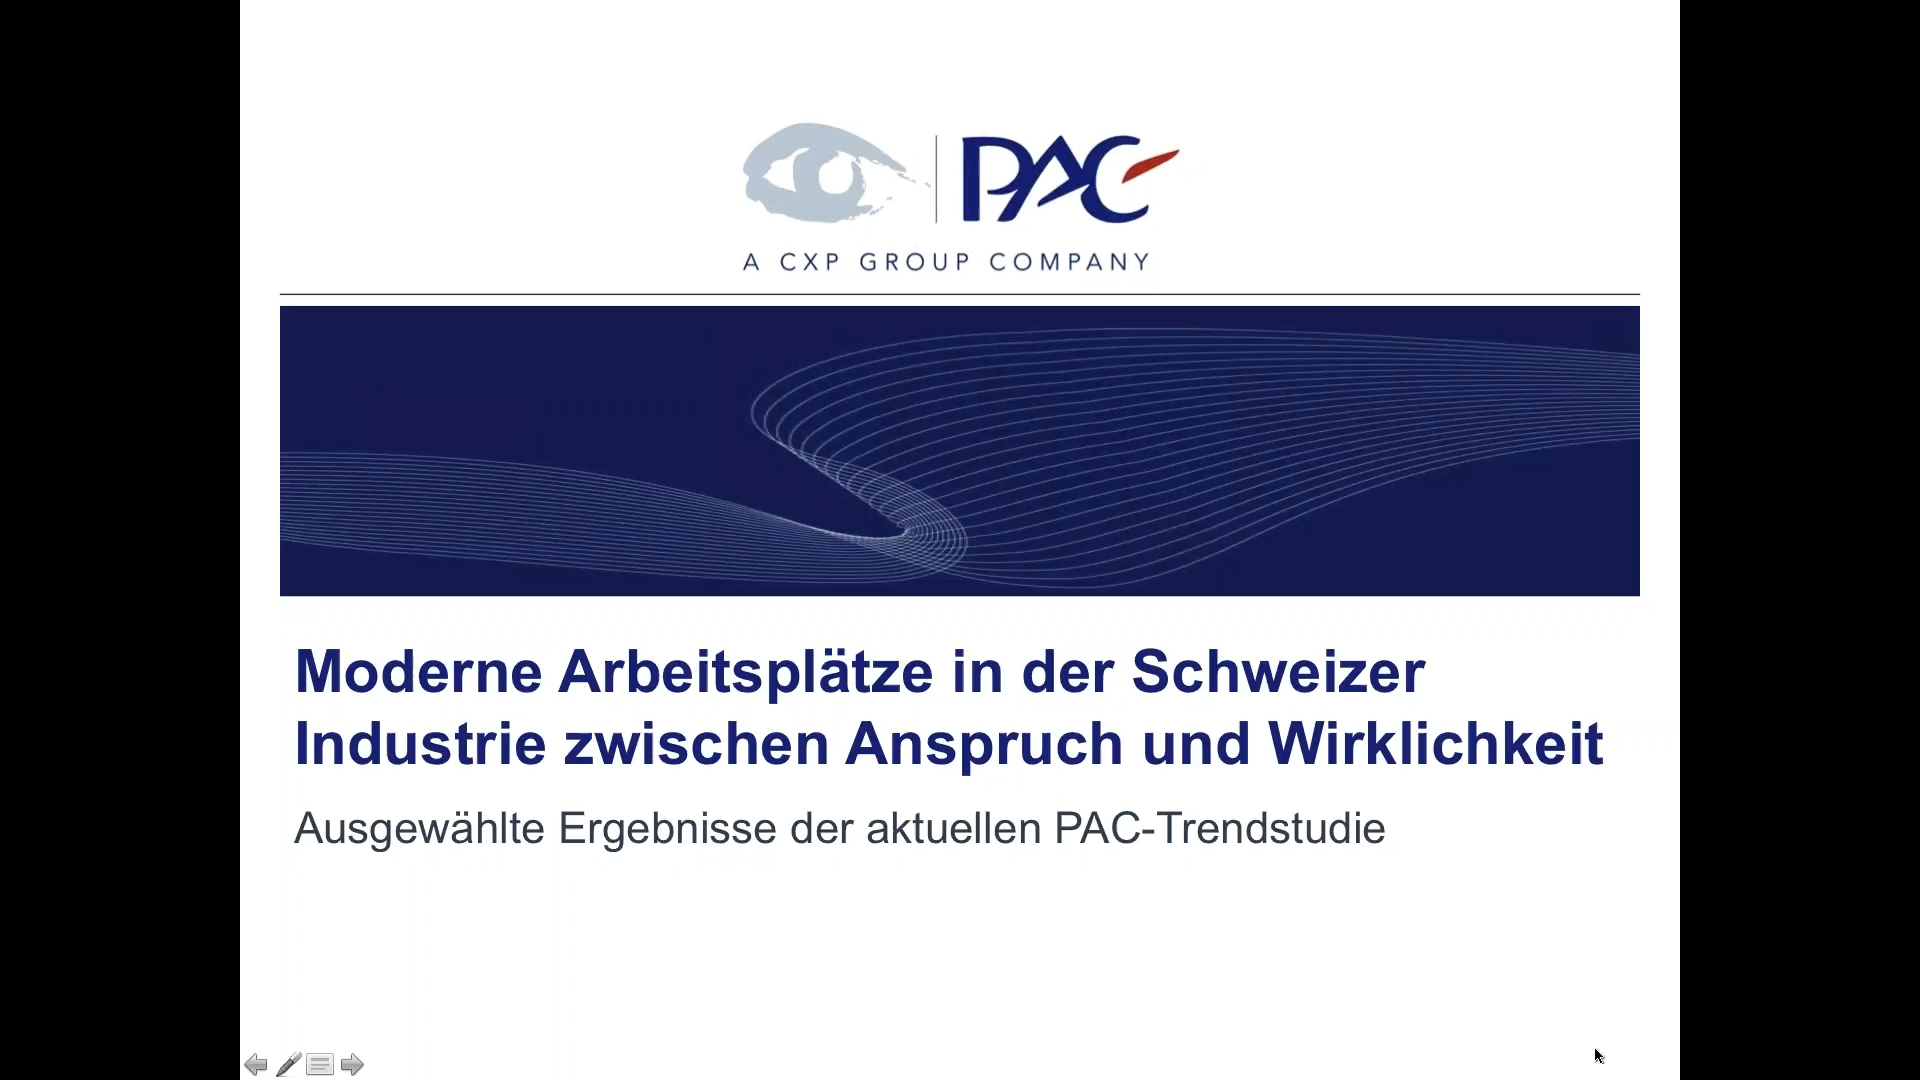 PAC
A CXP GROUP COMPANY
Moderne Arbeitsplätze in der Schweizer
Industrie zwischen Anspruch und Wirklichkeit
Ausgewählte Ergebnisse der aktuellen PAC-Trendstudie